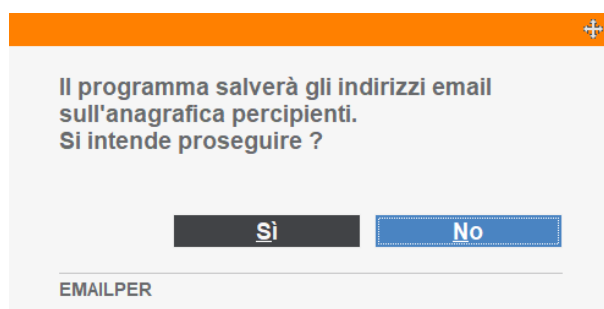 Il programma salverà gli indirizzi email
sull'anagrafica percipienti.
Si intende proseguire ?
Sì No
EMAILPER